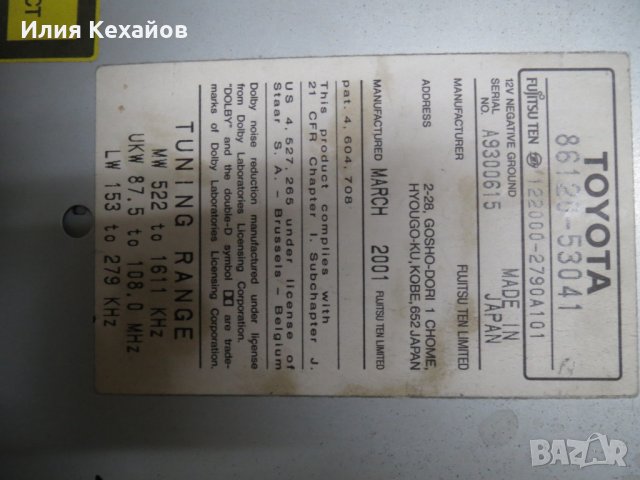 CT
Илия Кехайов
TOYOTA
86120-53041
FUJITSU TEN 122000-2790A101
12V NEGATIVE GROUND
SERIAL NO. A9300615
MADE IN JAPAN
MANUFACTURER FUJITSU TEN LIMITED
ADDRESS 2-28, GOSHO-DORI 1 CHOME,
HYOUGO-KU, KOBE, 652 JAPAN
MANUFACTURED MARCH 2001 FUJITSU TEN LIMITED
pat. 4, 604, 708
This product complies with
21 CFR Chapter I. Subchapter J.
US 4, 527, 265 under license of
Staar S. A. - Brussels - Belgium
Dolby noise reduction manufactured under license
from Dolby Laboratories Licensing Corporation.
"DOLBY" and the double-D symbol are trade-
marks of Dolby Laboratories Licensing Corporation.
TUNING RANGE
MW 522 to 1611 KHz
UKW 87.5 to 108.0 MHz
LW 153 to 279 KHz
BAZAR